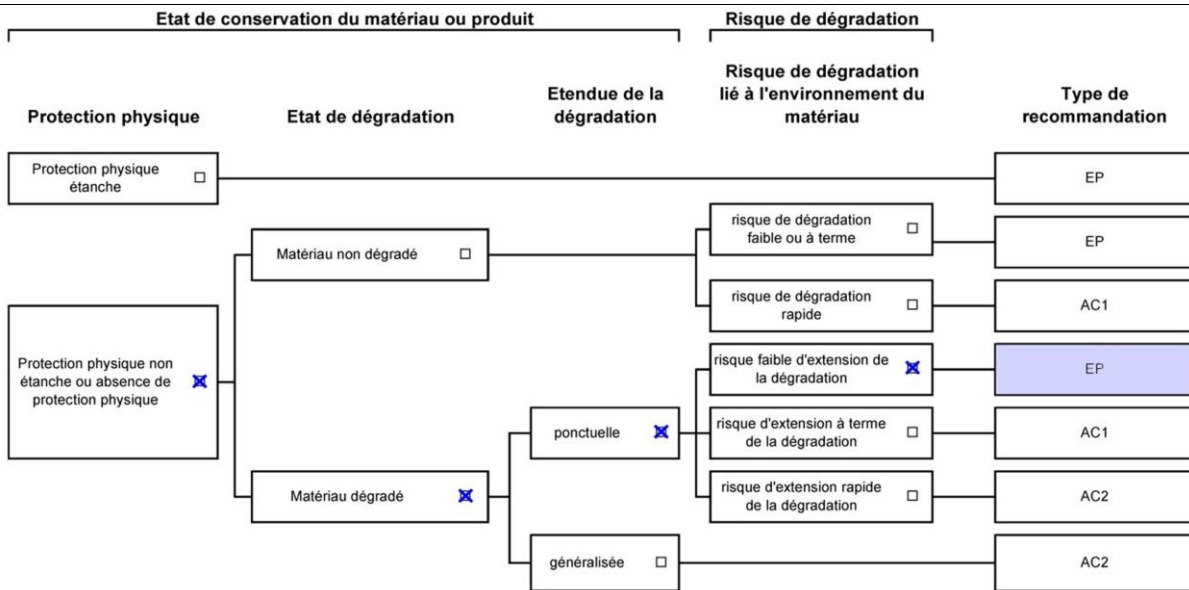 Etat de conservation du matériau ou produit
Risque de dégradation
Protection physique
Etat de dégradation
Etendue de la
dégradation
Risque de dégradation
lié à l'environnement du
matériau
Type de
recommandation
Protection physique
étanche
EP
Matériau non dégradé
risque de dégradation
faible ou à terme
EP
risque de dégradation
rapide
AC1
Protection physique non
étanche ou absence de
protection physique
risque faible d'extension de
la dégradation
EP
ponctuelle
risque d'extension à terme
de la dégradation
AC1
Matériau dégradé
risque d'extension rapide
de la dégradation
AC2
généralisée
AC2